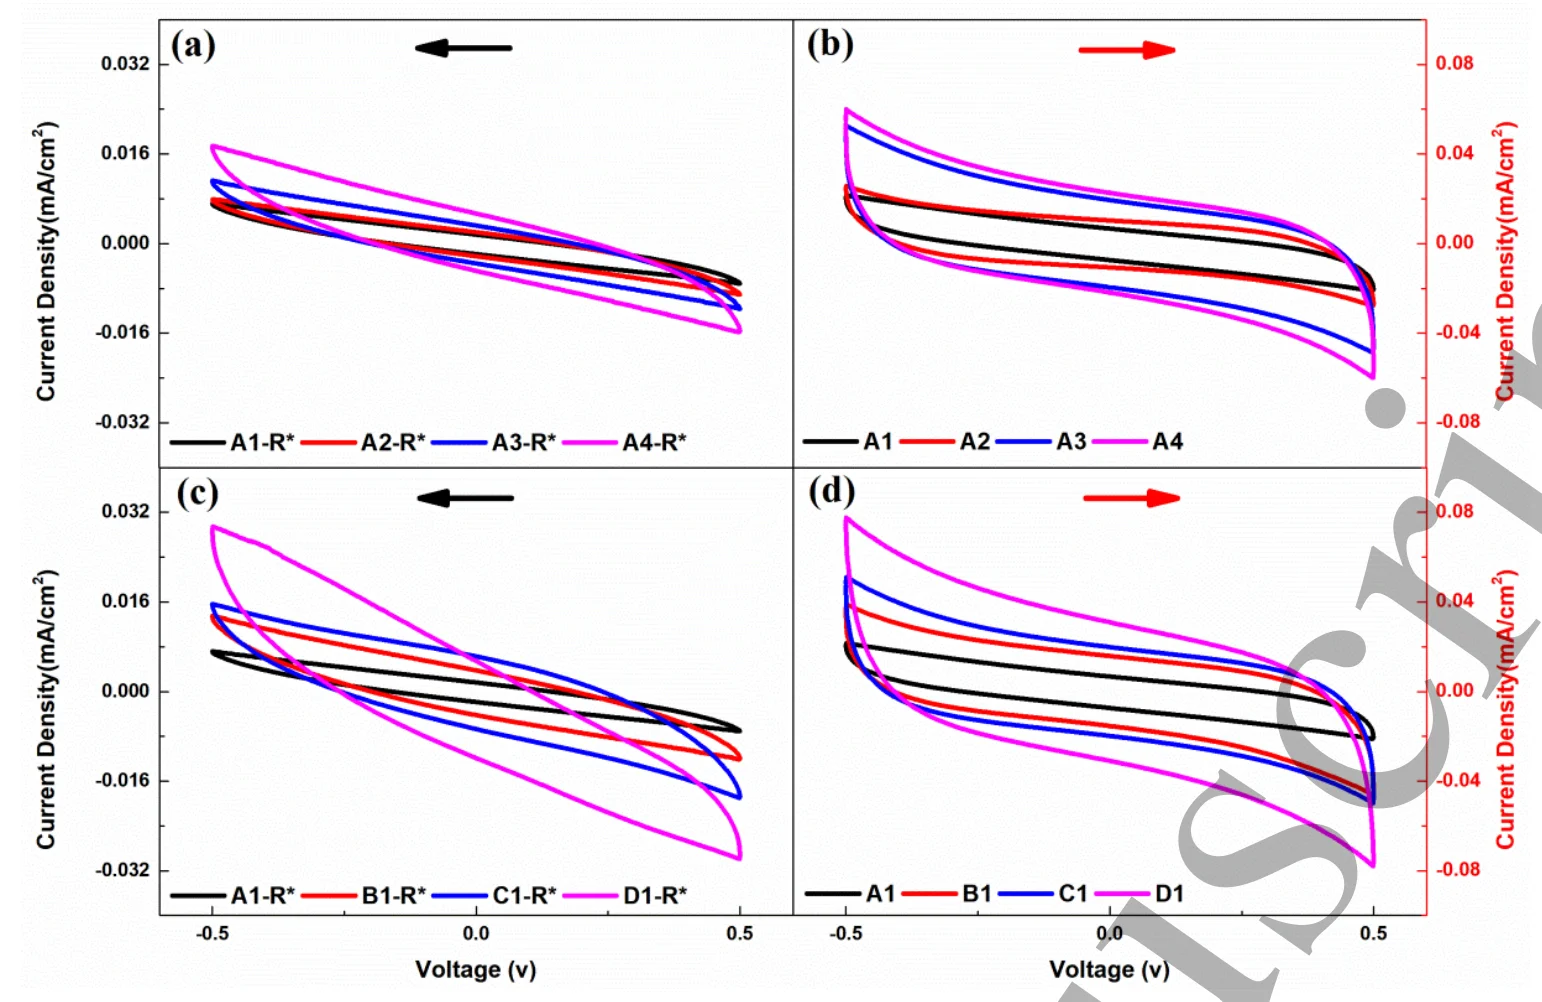 (a)
(b)
0.032
0.016
0.000
-0.016
-0.032
Current Density(mA/cm²)
0.08
0.04
0.00
-0.04
-0.08
Current Density(mA/cm²)
A1-R* A2-R* A3-R* A4-R*
A1 A2 A3 A4
(c)
(d)
0.032
0.016
0.000
-0.016
-0.032
Current Density(mA/cm²)
0.08
0.04
0.00
-0.04
-0.08
Current Density(mA/cm²)
A1-R* B1-R* C1-R* D1-R*
A1 B1 C1 D1
-0.5 0.0 0.5
-0.5 0.0 0.5
Voltage (v)
Voltage (v)
uscri